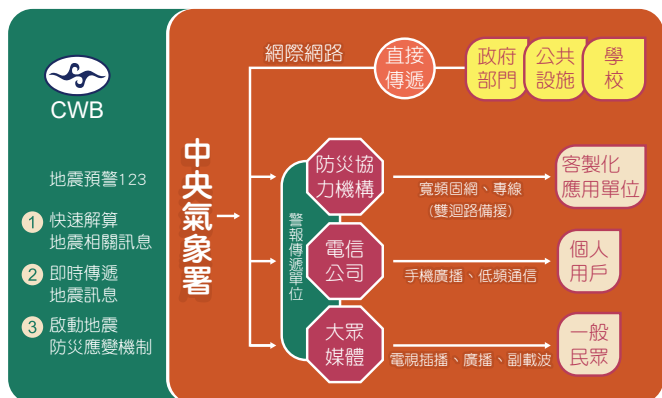 CWB
地震預警123
1 快速解算
地震相關訊息
2 即時傳遞
地震訊息
3 啟動地震
防災應變機制
中央氣象署
網際網路
直接
傳遞
政府
部門
公共
設施
學
校
警報傳遞單位
防災協
力機構
寬頻固網、專線
(雙迴路備援)
客製化
應用單位
電信
公司
手機廣播、低頻通信
個人
用戶
大眾
媒體
電視插播、廣播、副載波
一般
民眾